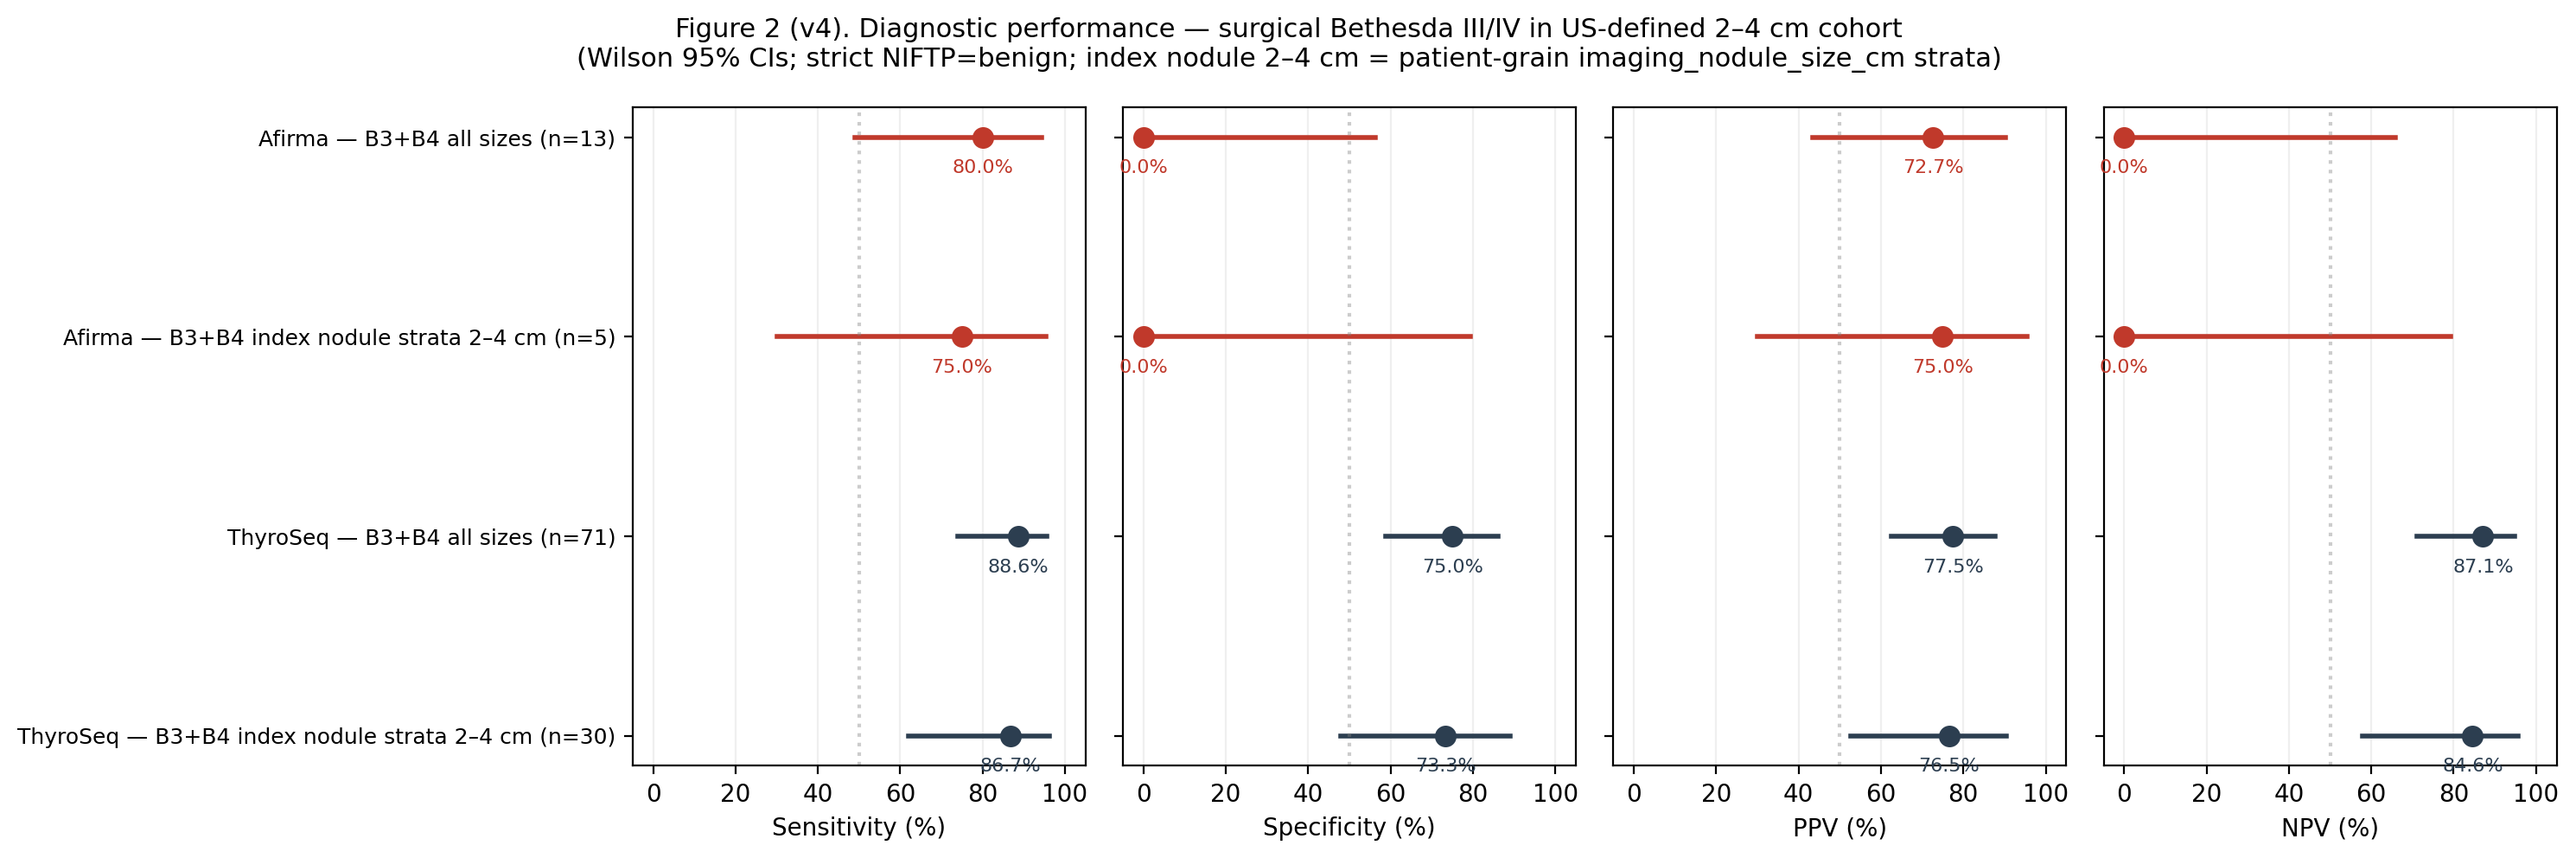 Figure 2 (v4). Diagnostic performance — surgical Bethesda III/IV in US-defined 2–4 cm cohort
(Wilson 95% CIs; strict NIFTP=benign; index nodule 2–4 cm = patient-grain imaging_nodule_size_cm strata)
Afirma — B3+B4 all sizes (n=13)
80.0%
0.0%
72.7%
0.0%
Afirma — B3+B4 index nodule strata 2–4 cm (n=5)
75.0%
0.0%
75.0%
0.0%
ThyroSeq — B3+B4 all sizes (n=71)
88.6%
75.0%
77.5%
87.1%
ThyroSeq — B3+B4 index nodule strata 2–4 cm (n=30)
86.7%
73.3%
76.5%
84.6%
0 20 40 60 80 100
0 20 40 60 80 100
0 20 40 60 80 100
0 20 40 60 80 100
Sensitivity (%)
Specificity (%)
PPV (%)
NPV (%)